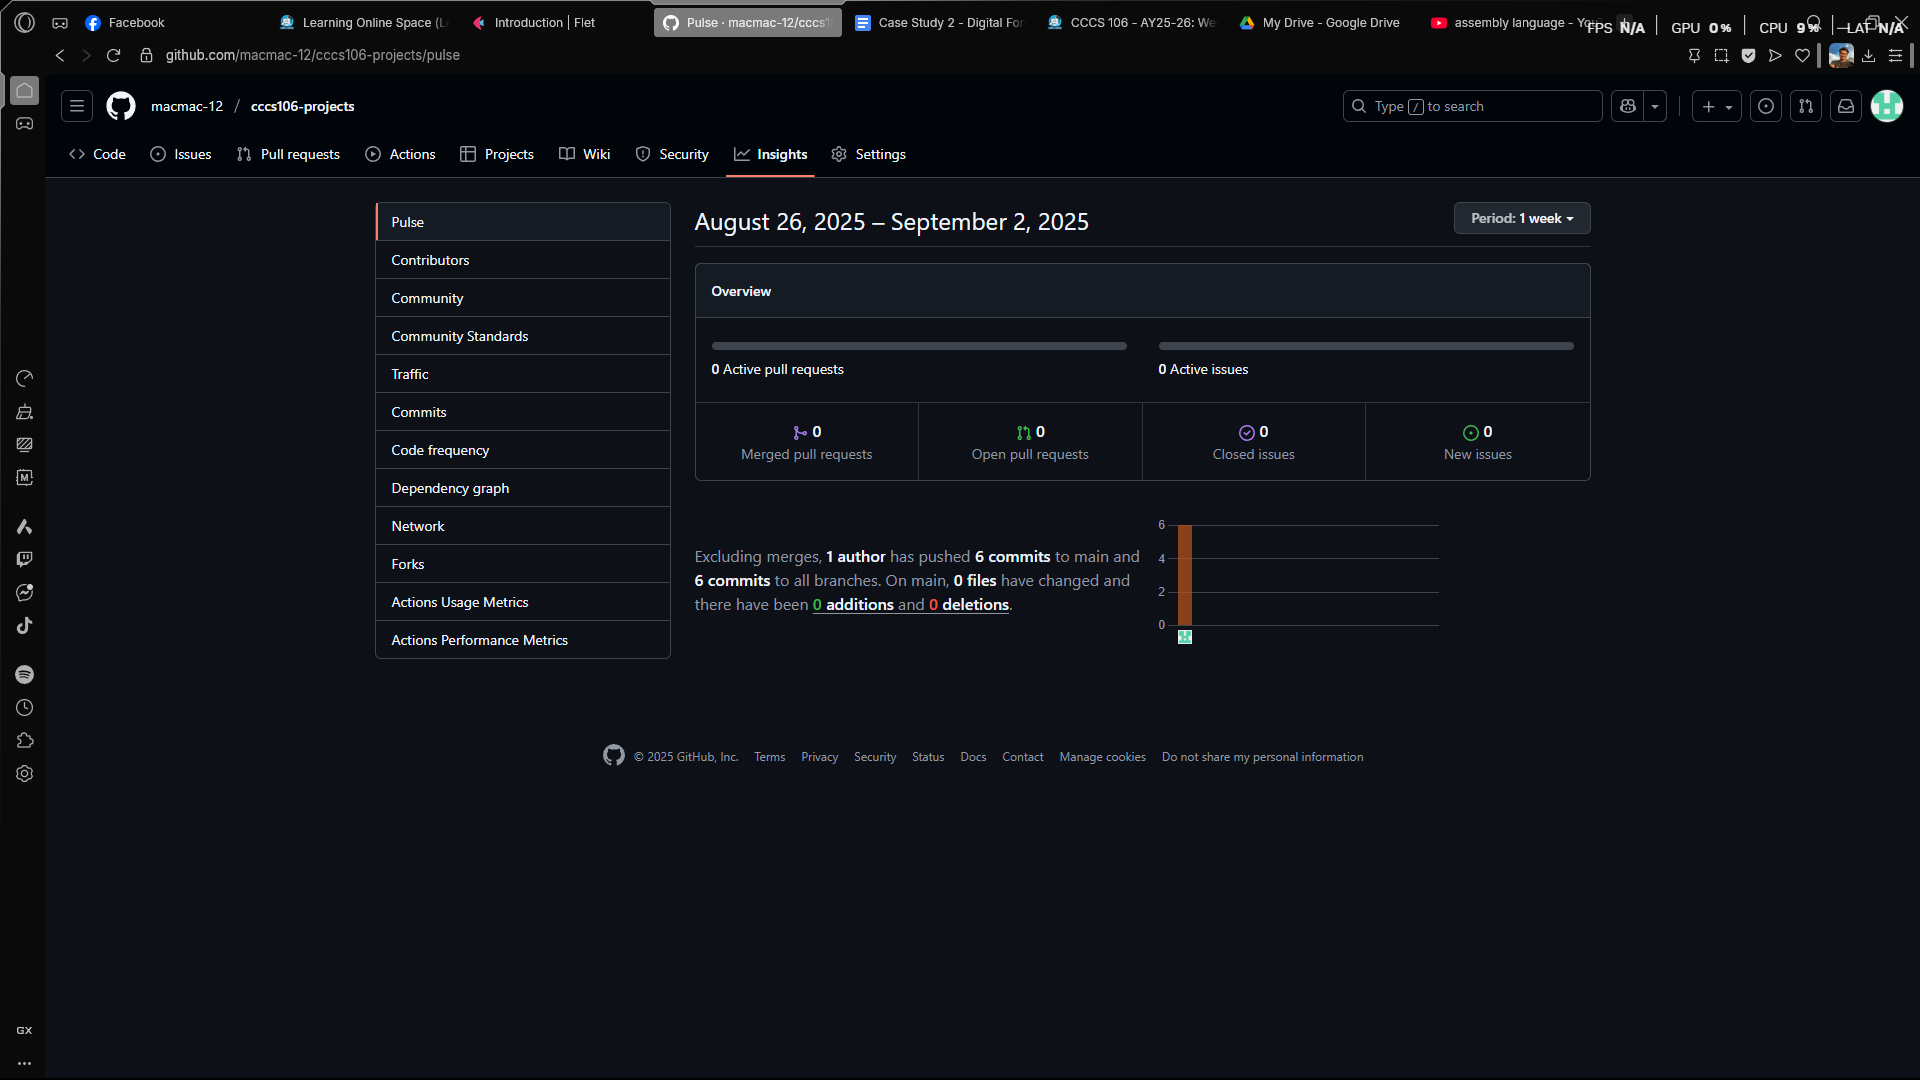 Facebook
Learning Online Space (L
Introduction | Flet
Pulse · macmac-12/cccs1
Case Study 2 - Digital For
CCCS 106 - AY25-26: We
My Drive - Google Drive
assembly language - Yo
FPS N/A GPU 0% CPU 9% LAT N/A
github.com/macmac-12/cccs106-projects/pulse
macmac-12 / cccs106-projects
Type / to search
Code
Issues
Pull requests
Actions
Projects
Wiki
Security
Insights
Settings
Pulse
Contributors
Community
Community Standards
Traffic
Commits
Code frequency
Dependency graph
Network
Forks
Actions Usage Metrics
Actions Performance Metrics
August 26, 2025 – September 2, 2025
Period: 1 week
Overview
0 Active pull requests
0 Active issues
0
Merged pull requests
0
Open pull requests
0
Closed issues
0
New issues
Excluding merges, 1 author has pushed 6 commits to main and
6 commits to all branches. On main, 0 files have changed and
there have been 0 additions and 0 deletions.
6
4
2
0
© 2025 GitHub, Inc. Terms Privacy Security Status Docs Contact Manage cookies Do not share my personal information
M
GX